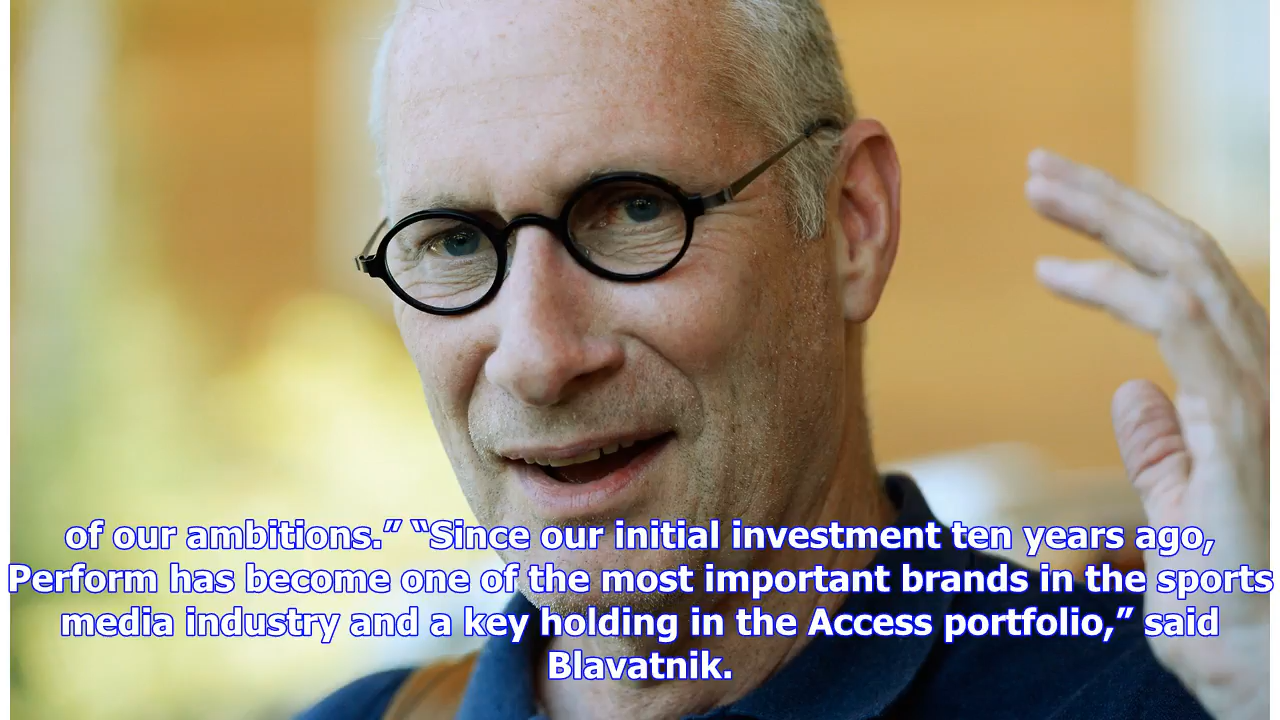 of our ambitions.” “Since our initial investment ten years ago,
Perform has become one of the most important brands in the sports
media industry and a key holding in the Access portfolio,” said
Blavatnik.